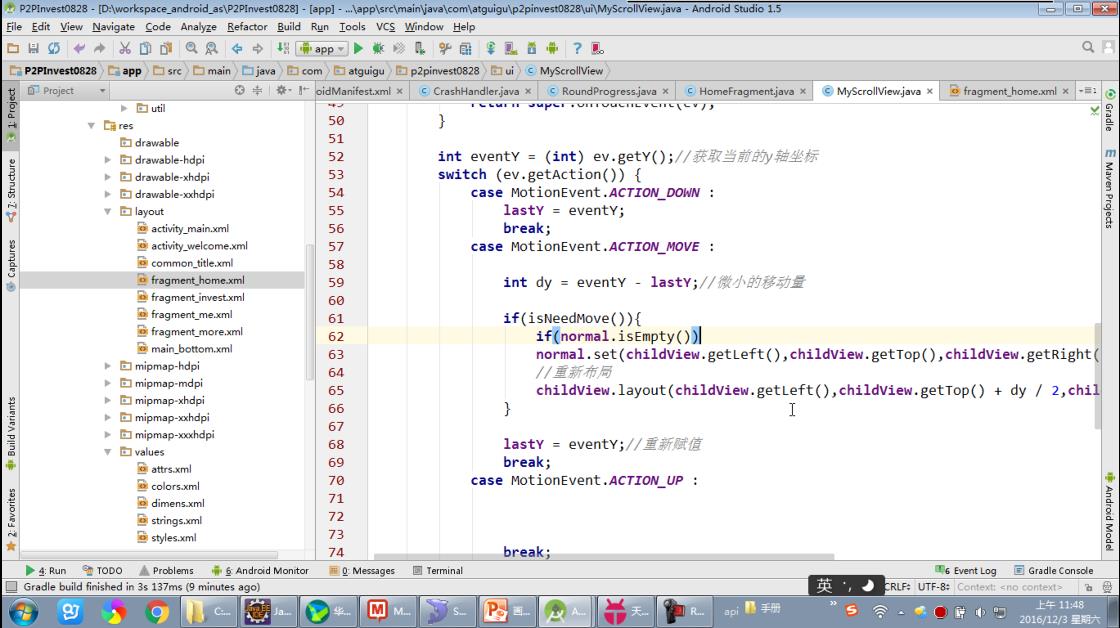 P2PInvest0828 - [D:\workspace_android_as\P2PInvest0828] - [app] - ...\app\src\main\java\com\atguigu\p2pinvest0828\ui\MyScrollView.java - Android Studio 1.5
File Edit View Navigate Code Analyze Refactor Build Run Tools VCS Window Help
app
P2PInvest0828 app src main java com atguigu p2pinvest0828 ui MyScrollView
Project
oidManifest.xml CrashHandler.java RoundProgress.java HomeFragment.java MyScrollView.java fragment_home.xml
1: Project
7: Structure
Captures
Build Variants
2: Favorites
util
res
drawable
drawable-hdpi
drawable-xhdpi
drawable-xxhdpi
layout
activity_main.xml
activity_welcome.xml
common_title.xml
fragment_home.xml
fragment_invest.xml
fragment_me.xml
fragment_more.xml
main_bottom.xml
mipmap-hdpi
mipmap-mdpi
mipmap-xhdpi
mipmap-xxhdpi
mipmap-xxxhdpi
values
attrs.xml
colors.xml
dimens.xml
strings.xml
styles.xml
49 return super.onTouchEvent(ev);
50 }
51
52 int eventY = (int) ev.getY();//获取当前的y轴坐标
53 switch (ev.getAction()) {
54 case MotionEvent.ACTION_DOWN :
55 lastY = eventY;
56 break;
57 case MotionEvent.ACTION_MOVE :
58
59 int dy = eventY - lastY;//微小的移动量
60
61 if(isNeedMove()){
62 if(normal.isEmpty())
63 normal.set(childView.getLeft(),childView.getTop(),childView.getRight(
64 //重新布局
65 childView.layout(childView.getLeft(),childView.getTop() + dy / 2,chil
66 }
67
68 lastY = eventY;//重新赋值
69 break;
70 case MotionEvent.ACTION_UP :
71
72
73
74 break;
Gradle
Maven Projects
Android Model
4: Run TODO Problems 6: Android Monitor 0: Messages Terminal 6 Event Log Gradle Console
Gradle build finished in 3s 137ms (9 minutes ago) CRLF÷ UTF-8÷ Context: <no context>
英
C... Ja... 华... M... S... 画... A... 天... R... api 手册
上午 11:48
2016/12/3 星期六